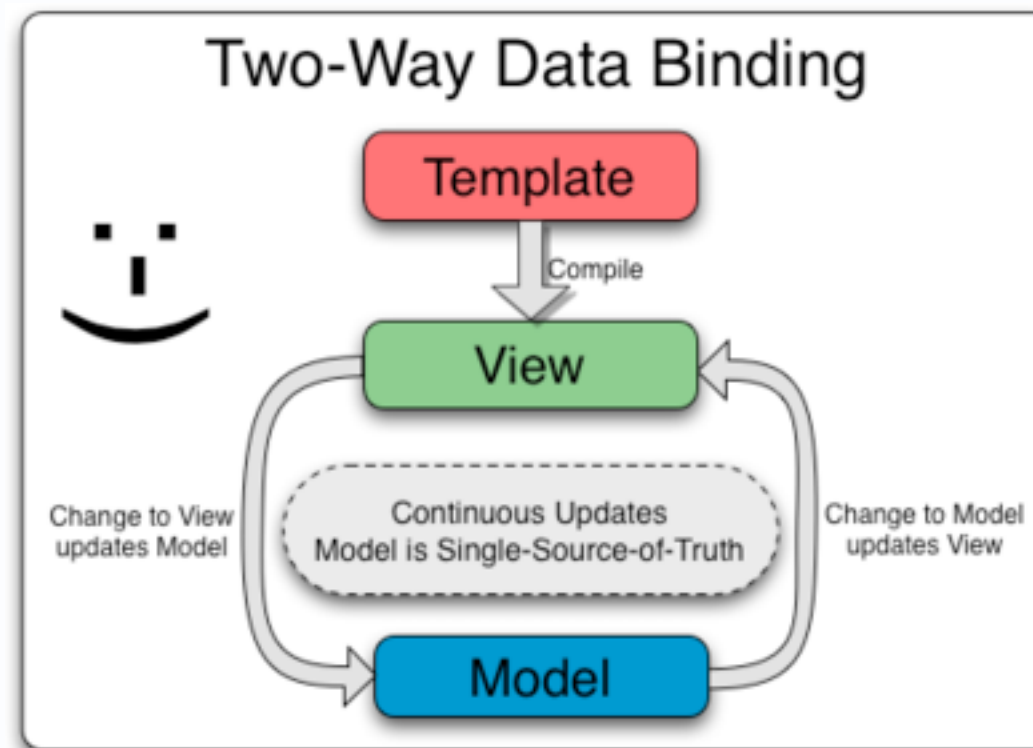 Two-Way Data Binding
Template
Compile
View
Change to View
updates Model
Continuous Updates
Model is Single-Source-of-Truth
Change to Model
updates View
Model